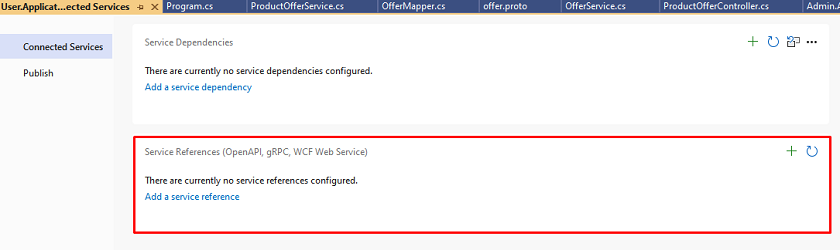 User.Applicat...ected Services Program.cs ProductOfferService.cs OfferMapper.cs offer.proto OfferService.cs ProductOfferController.cs Admin.A
Connected Services
Publish
Service Dependencies
There are currently no service dependencies configured.
Add a service dependency
Service References (OpenAPI, gRPC, WCF Web Service)
There are currently no service references configured.
Add a service reference